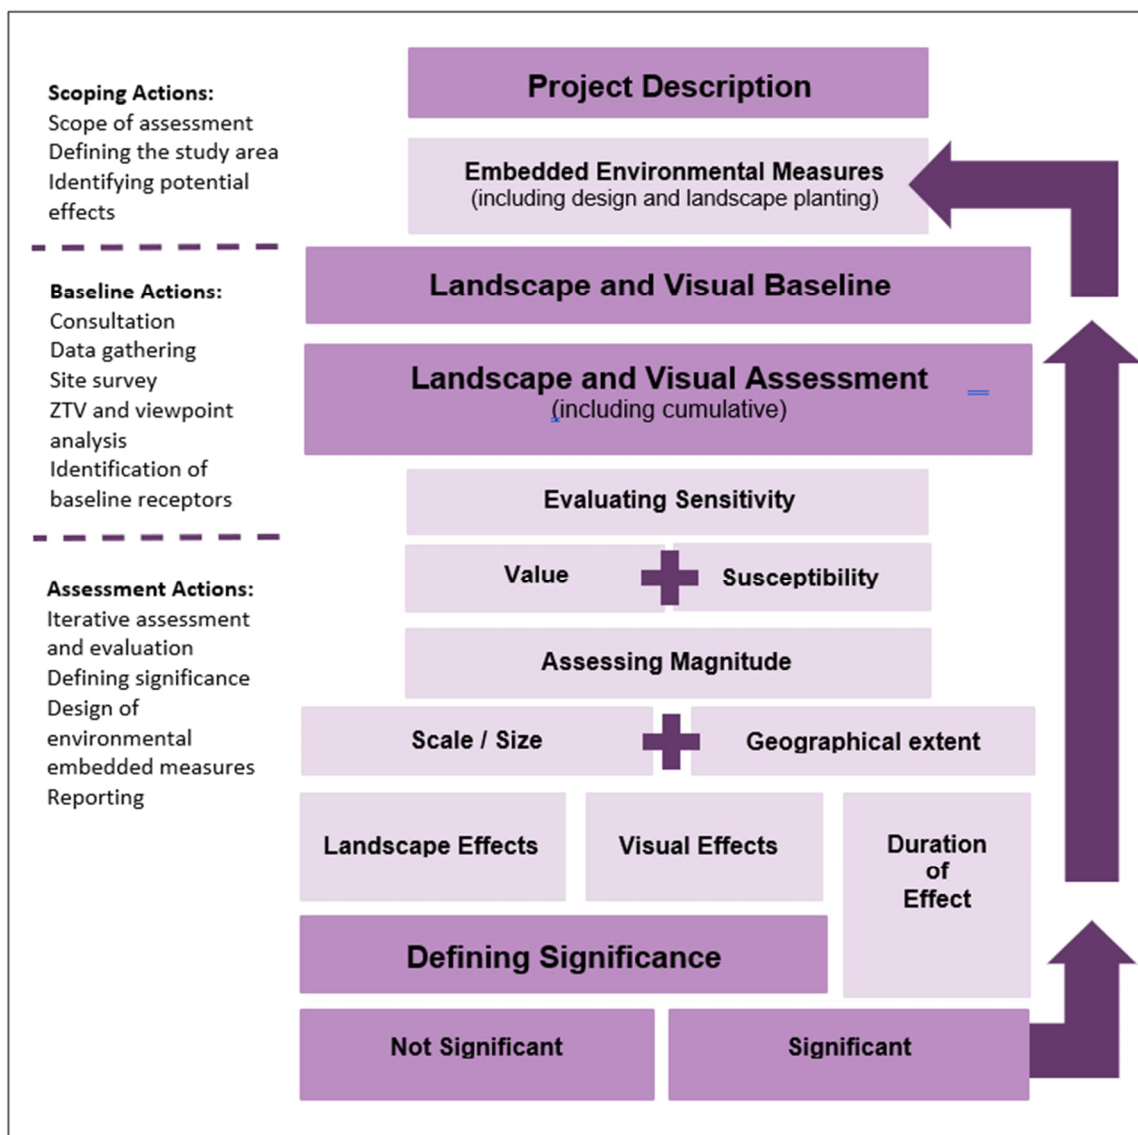 Scoping Actions:
Scope of assessment
Defining the study area
Identifying potential
effects
Baseline Actions:
Consultation
Data gathering
Site survey
ZTV and viewpoint
analysis
Identification of
baseline receptors
Assessment Actions:
Iterative assessment
and evaluation
Defining significance
Design of
environmental
embedded measures
Reporting
Project Description
Embedded Environmental Measures
(including design and landscape planting)
Landscape and Visual Baseline
Landscape and Visual Assessment
(including cumulative)
Evaluating Sensitivity
Value
Susceptibility
Assessing Magnitude
Scale / Size
Geographical extent
Landscape Effects
Visual Effects
Duration
of
Effect
Defining Significance
Not Significant
Significant